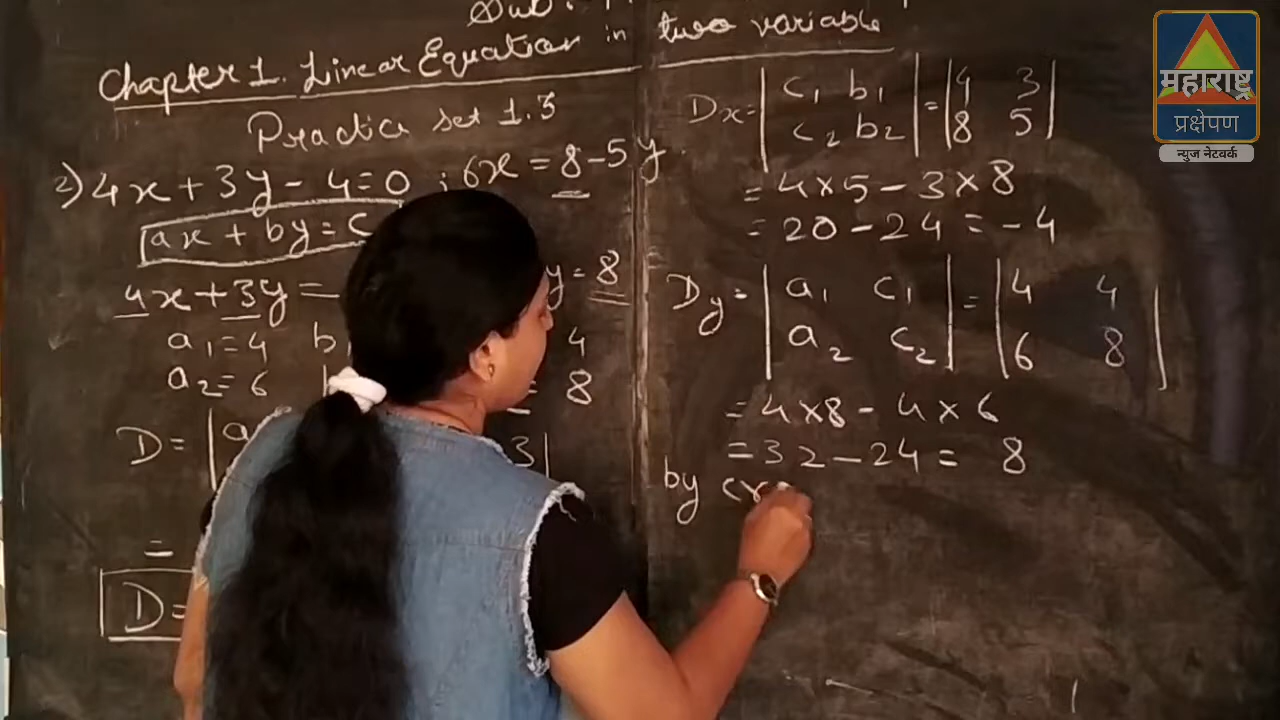 Sub:
Chapter 1. Linear Equation in two variable
Practice set 1.3
2) 4x + 3y - 4 = 0 ; 6x = 8 - 5y.
ax + by = c
4x + 3y = y = 8
a₁ = 4 b 4
a₂ = 6 = 8
D = | a 3 |
=
D =
Dx = | c₁ b₁ | = | 4 3 |
| c₂ b₂ | | 8 5 |
= 4 × 5 - 3 × 8
= 20 - 24 = -4
Dy = | a₁ c₁ | = | 4 4 |
| a₂ c₂ | | 6 8 |
= 4 × 8 - 4 × 6
= 32 - 24 = 8
by
महाराष्ट्र
प्रक्षेपण
न्युज नेटवर्क